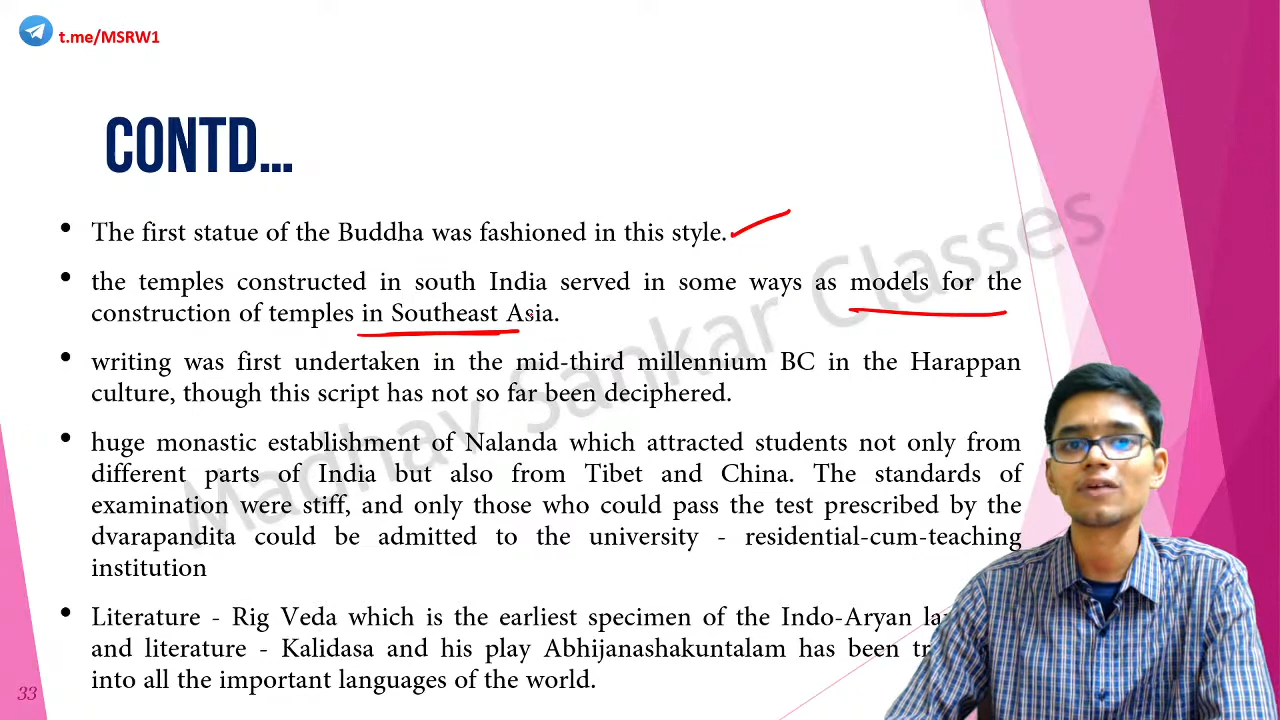 t.me/MSRW1
CONTD...
• The first statue of the Buddha was fashioned in this style.
• the temples constructed in south India served in some ways as models for the
construction of temples in Southeast Asia.
• writing was first undertaken in the mid-third millennium BC in the Harappan
culture, though this script has not so far been deciphered.
• huge monastic establishment of Nalanda which attracted students not only from
different parts of India but also from Tibet and China. The standards of
examination were stiff, and only those who could pass the test prescribed by the
dvarapandita could be admitted to the university - residential-cum-teaching
institution
• Literature - Rig Veda which is the earliest specimen of the Indo-Aryan
and literature - Kalidasa and his play Abhijanashakuntalam has been
into all the important languages of the world.
33
Madhav Sankar Classes